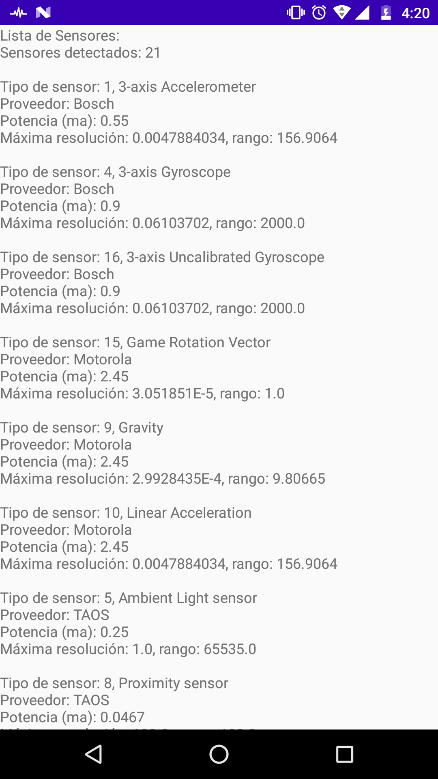 4:20
Lista de Sensores:
Sensores detectados: 21
Tipo de sensor: 1, 3-axis Accelerometer
Proveedor: Bosch
Potencia (ma): 0.55
Máxima resolución: 0.0047884034, rango: 156.9064
Tipo de sensor: 4, 3-axis Gyroscope
Proveedor: Bosch
Potencia (ma): 0.9
Máxima resolución: 0.06103702, rango: 2000.0
Tipo de sensor: 16, 3-axis Uncalibrated Gyroscope
Proveedor: Bosch
Potencia (ma): 0.9
Máxima resolución: 0.06103702, rango: 2000.0
Tipo de sensor: 15, Game Rotation Vector
Proveedor: Motorola
Potencia (ma): 2.45
Máxima resolución: 3.051851E-5, rango: 1.0
Tipo de sensor: 9, Gravity
Proveedor: Motorola
Potencia (ma): 2.45
Máxima resolución: 2.9928435E-4, rango: 9.80665
Tipo de sensor: 10, Linear Acceleration
Proveedor: Motorola
Potencia (ma): 2.45
Máxima resolución: 0.0047884034, rango: 156.9064
Tipo de sensor: 5, Ambient Light sensor
Proveedor: TAOS
Potencia (ma): 0.25
Máxima resolución: 1.0, rango: 65535.0
Tipo de sensor: 8, Proximity sensor
Proveedor: TAOS
Potencia (ma): 0.0467